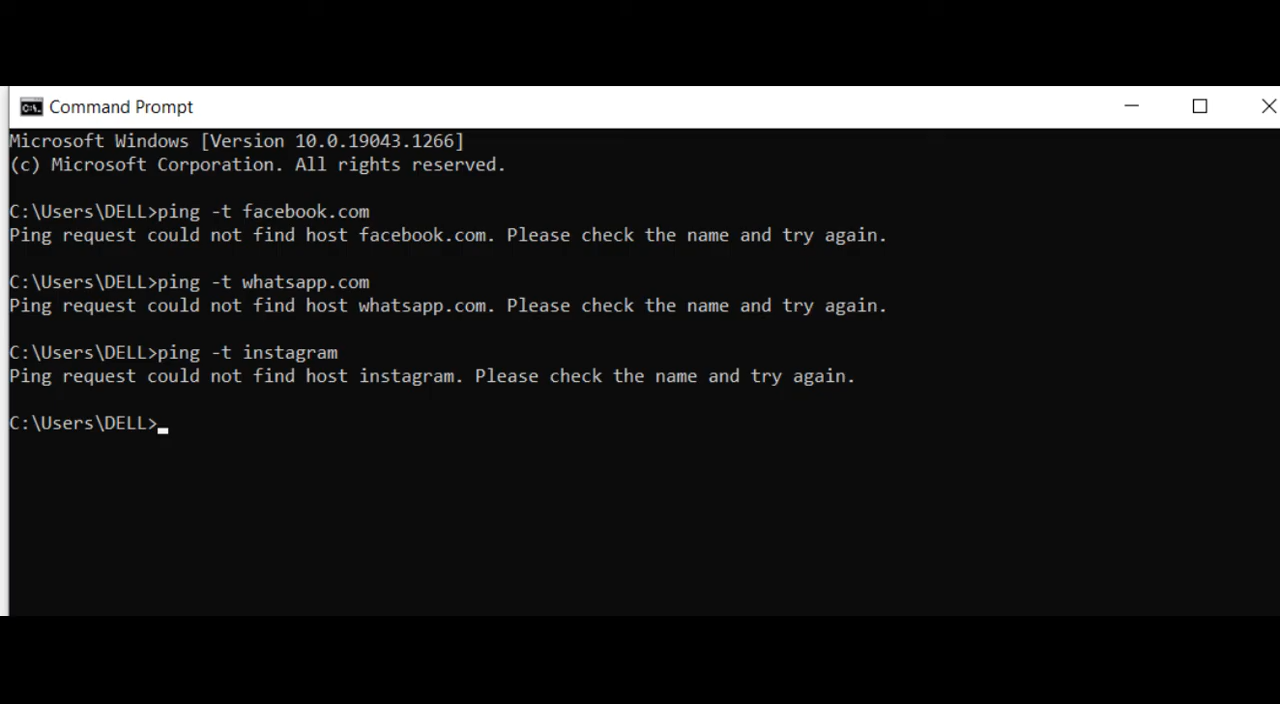 Command Prompt
Microsoft Windows [Version 10.0.19043.1266]
(c) Microsoft Corporation. All rights reserved.
C:\Users\DELL>ping -t facebook.com
Ping request could not find host facebook.com. Please check the name and try again.
C:\Users\DELL>ping -t whatsapp.com
Ping request could not find host whatsapp.com. Please check the name and try again.
C:\Users\DELL>ping -t instagram
Ping request could not find host instagram. Please check the name and try again.
C:\Users\DELL>